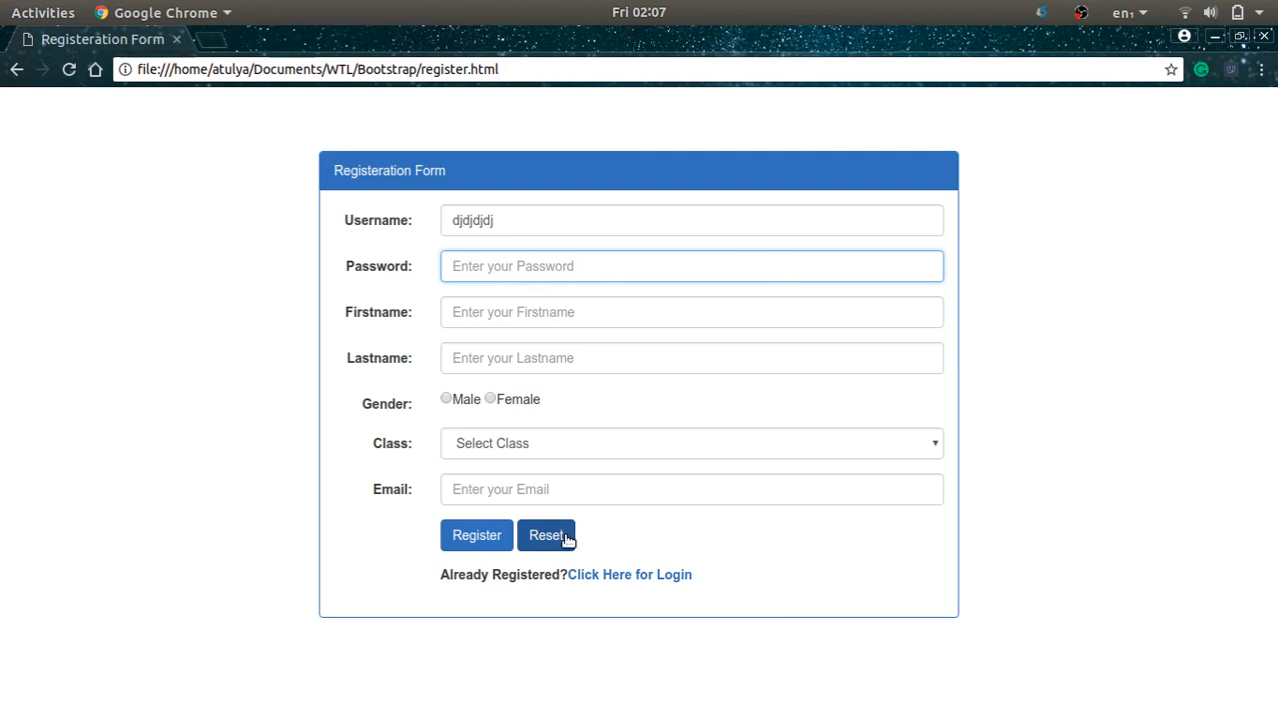 Activities Google Chrome Fri 02:07 en₁
Registeration Form
file:///home/atulya/Documents/WTL/Bootstrap/register.html
Registeration Form
Username: djdjdjdj
Password: Enter your Password
Firstname: Enter your Firstname
Lastname: Enter your Lastname
Gender: Male Female
Class: Select Class
Email: Enter your Email
Register Reset
Already Registered?Click Here for Login